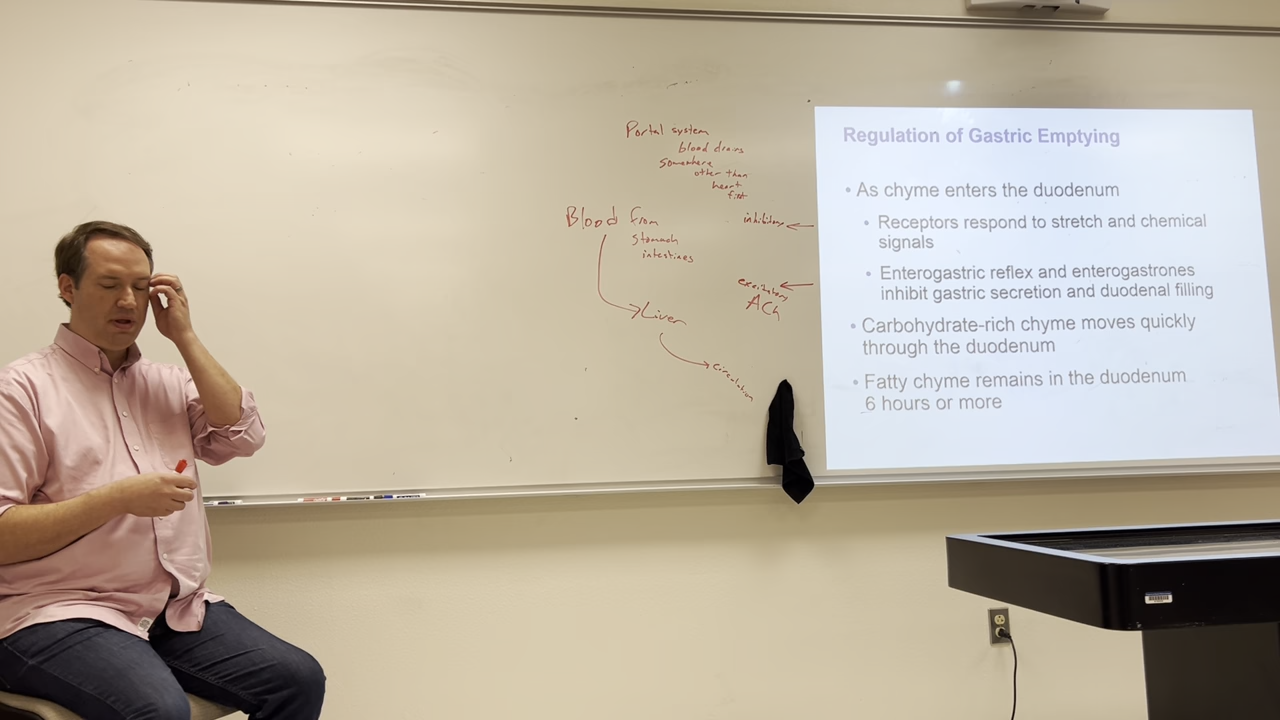 Portal system
blood drains
somewhere
other than
heart
first
Blood from
stomach
intestines
Liver
circulation
inhibitory
excitatory
ACh
Regulation of Gastric Emptying
• As chyme enters the duodenum
• Receptors respond to stretch and chemical
signals
• Enterogastric reflex and enterogastrones
inhibit gastric secretion and duodenal filling
• Carbohydrate-rich chyme moves quickly
through the duodenum
• Fatty chyme remains in the duodenum
6 hours or more